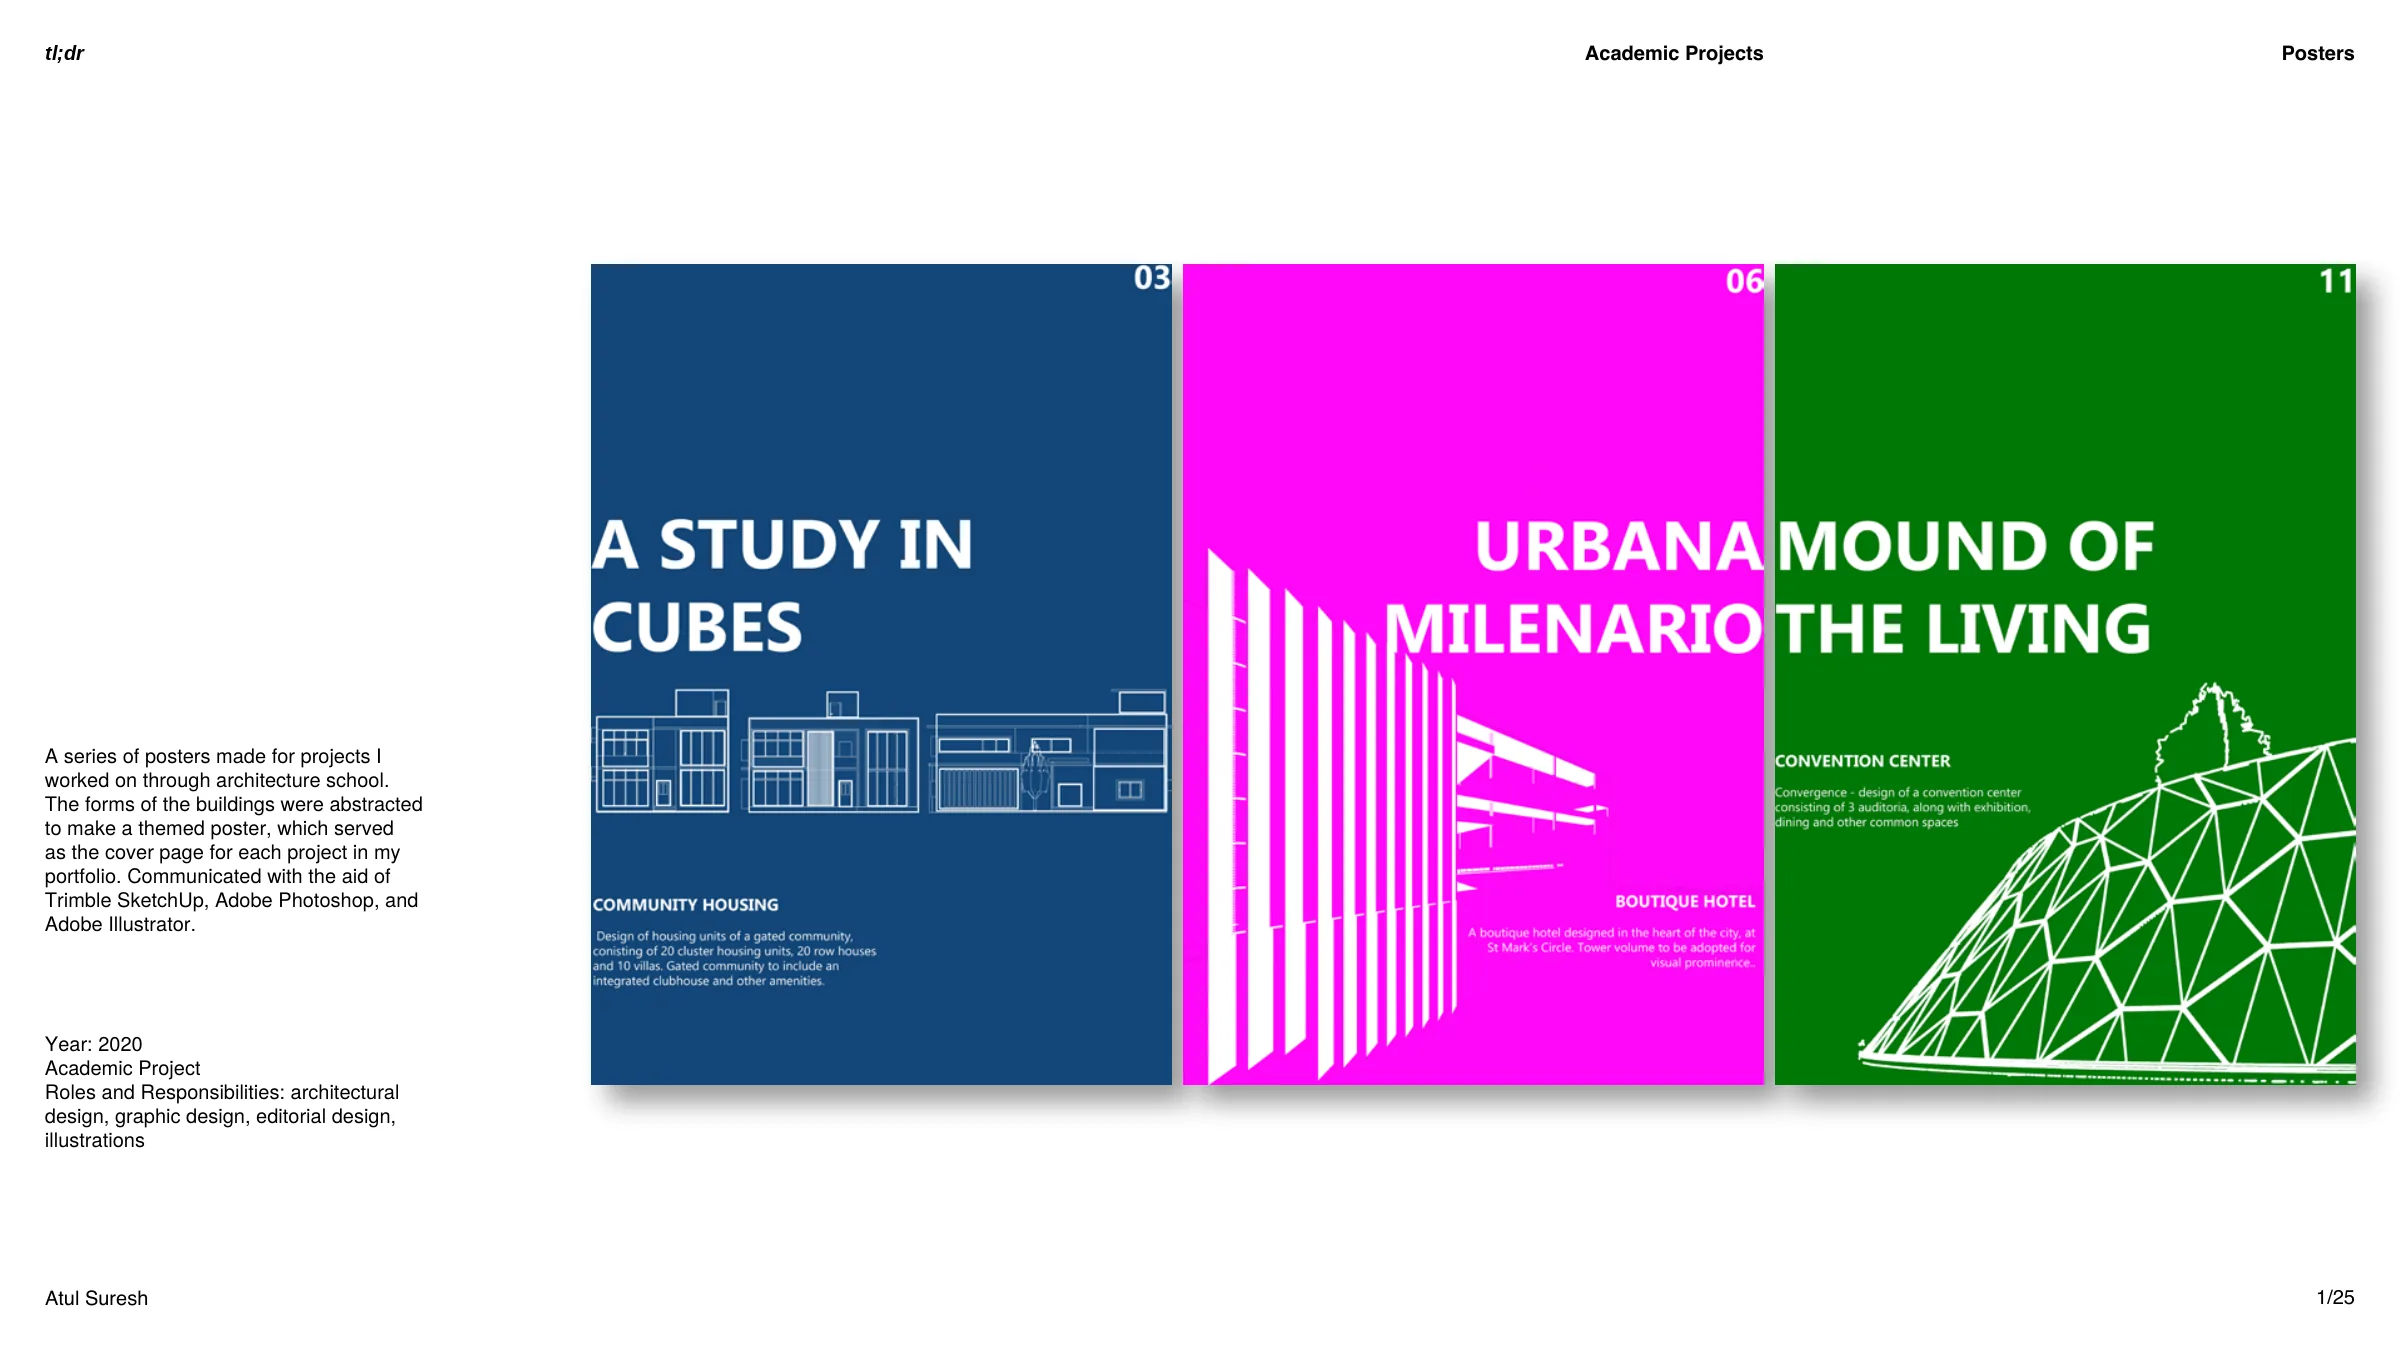 tl;dr
Academic Projects
Posters
03
A STUDY IN
CUBES
COMMUNITY HOUSING
Design of housing units of a gated community,
conisting of 20 cluster housing units, 20 row houses
and 10 villas. Gated community to include an
integrated clubhouse and other amenities.
06
URBANA
MILENARIO
BOUTIQUE HOTEL
A boutique hotel designed in the heart of the city, at
St Mark's Circle. Tower volume to be adopted for
visual prominence..
11
MOUND OF
THE LIVING
CONVENTION CENTER
Convergence - design of a convention center
consisting of 3 auditoria, along with exhibition,
dining and other common spaces
A series of posters made for projects I
worked on through architecture school.
The forms of the buildings were abstracted
to make a themed poster, which served
as the cover page for each project in my
portfolio. Communicated with the aid of
Trimble SketchUp, Adobe Photoshop, and
Adobe Illustrator.
Year: 2020
Academic Project
Roles and Responsibilities: architectural
design, graphic design, editorial design,
illustrations
Atul Suresh
1/25